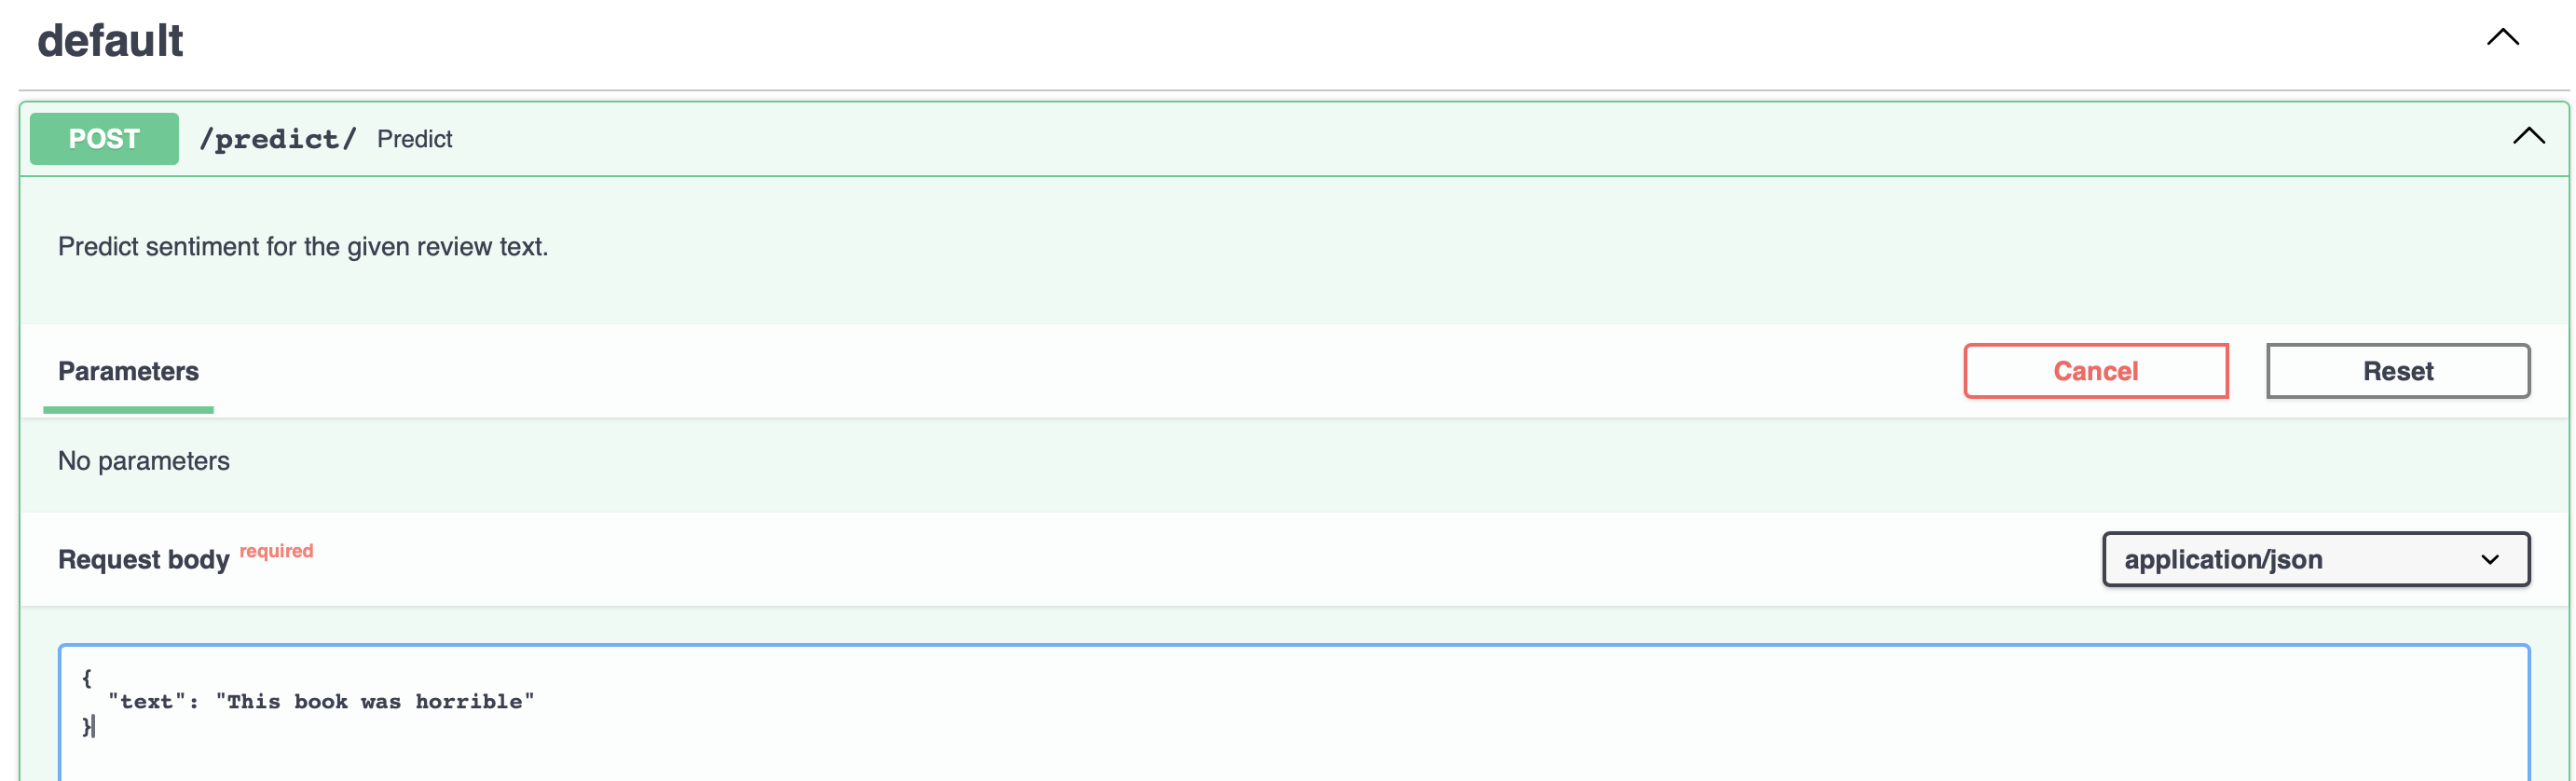 default
POST /predict/ Predict
Predict sentiment for the given review text.
Parameters Cancel Reset
No parameters
Request body required application/json
{
  "text": "This book was horrible"
}